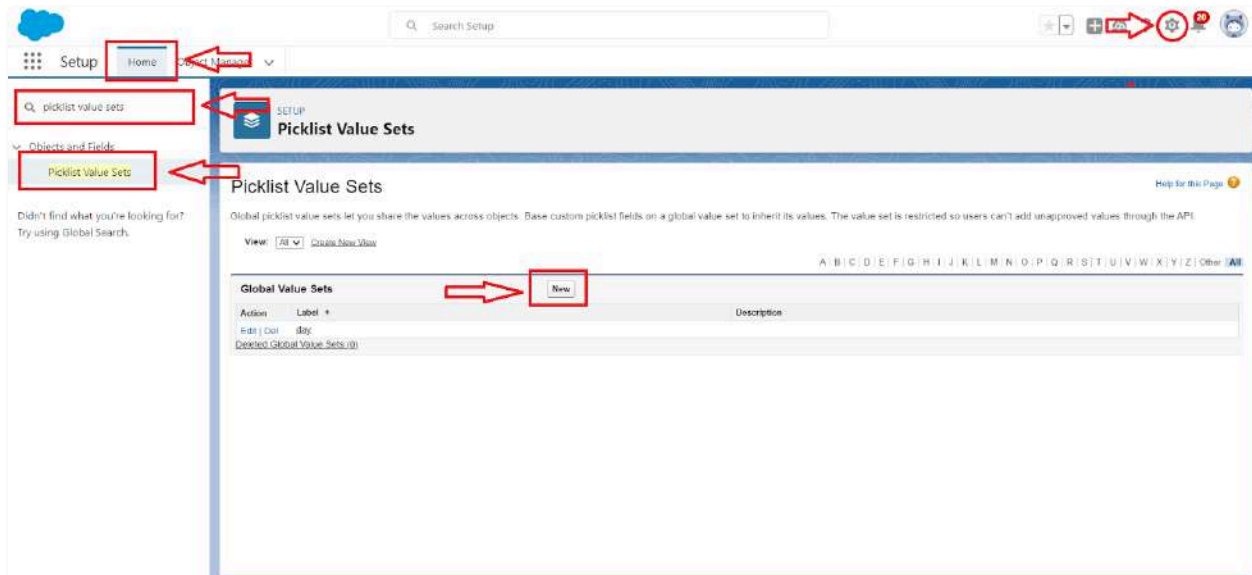 Search Setup
20
Setup
Home
Object Manager
picklist value sets
Objects and Fields
Picklist Value Sets
Didn't find what you're looking for?
Try using Global Search.
SETUP
Picklist Value Sets
Picklist Value Sets
Help for this Page
Global picklist value sets let you share the values across objects. Base custom picklist fields on a global value set to inherit its values. The value set is restricted so users can't add unapproved values through the API.
View: All Create New View
A | B | C | D | E | F | G | H | I | J | K | L | M | N | O | P | Q | R | S | T | U | V | W | X | Y | Z | Other All
Global Value Sets New
Action Label Description
Edit | Del day
Deleted Global Value Sets (0)